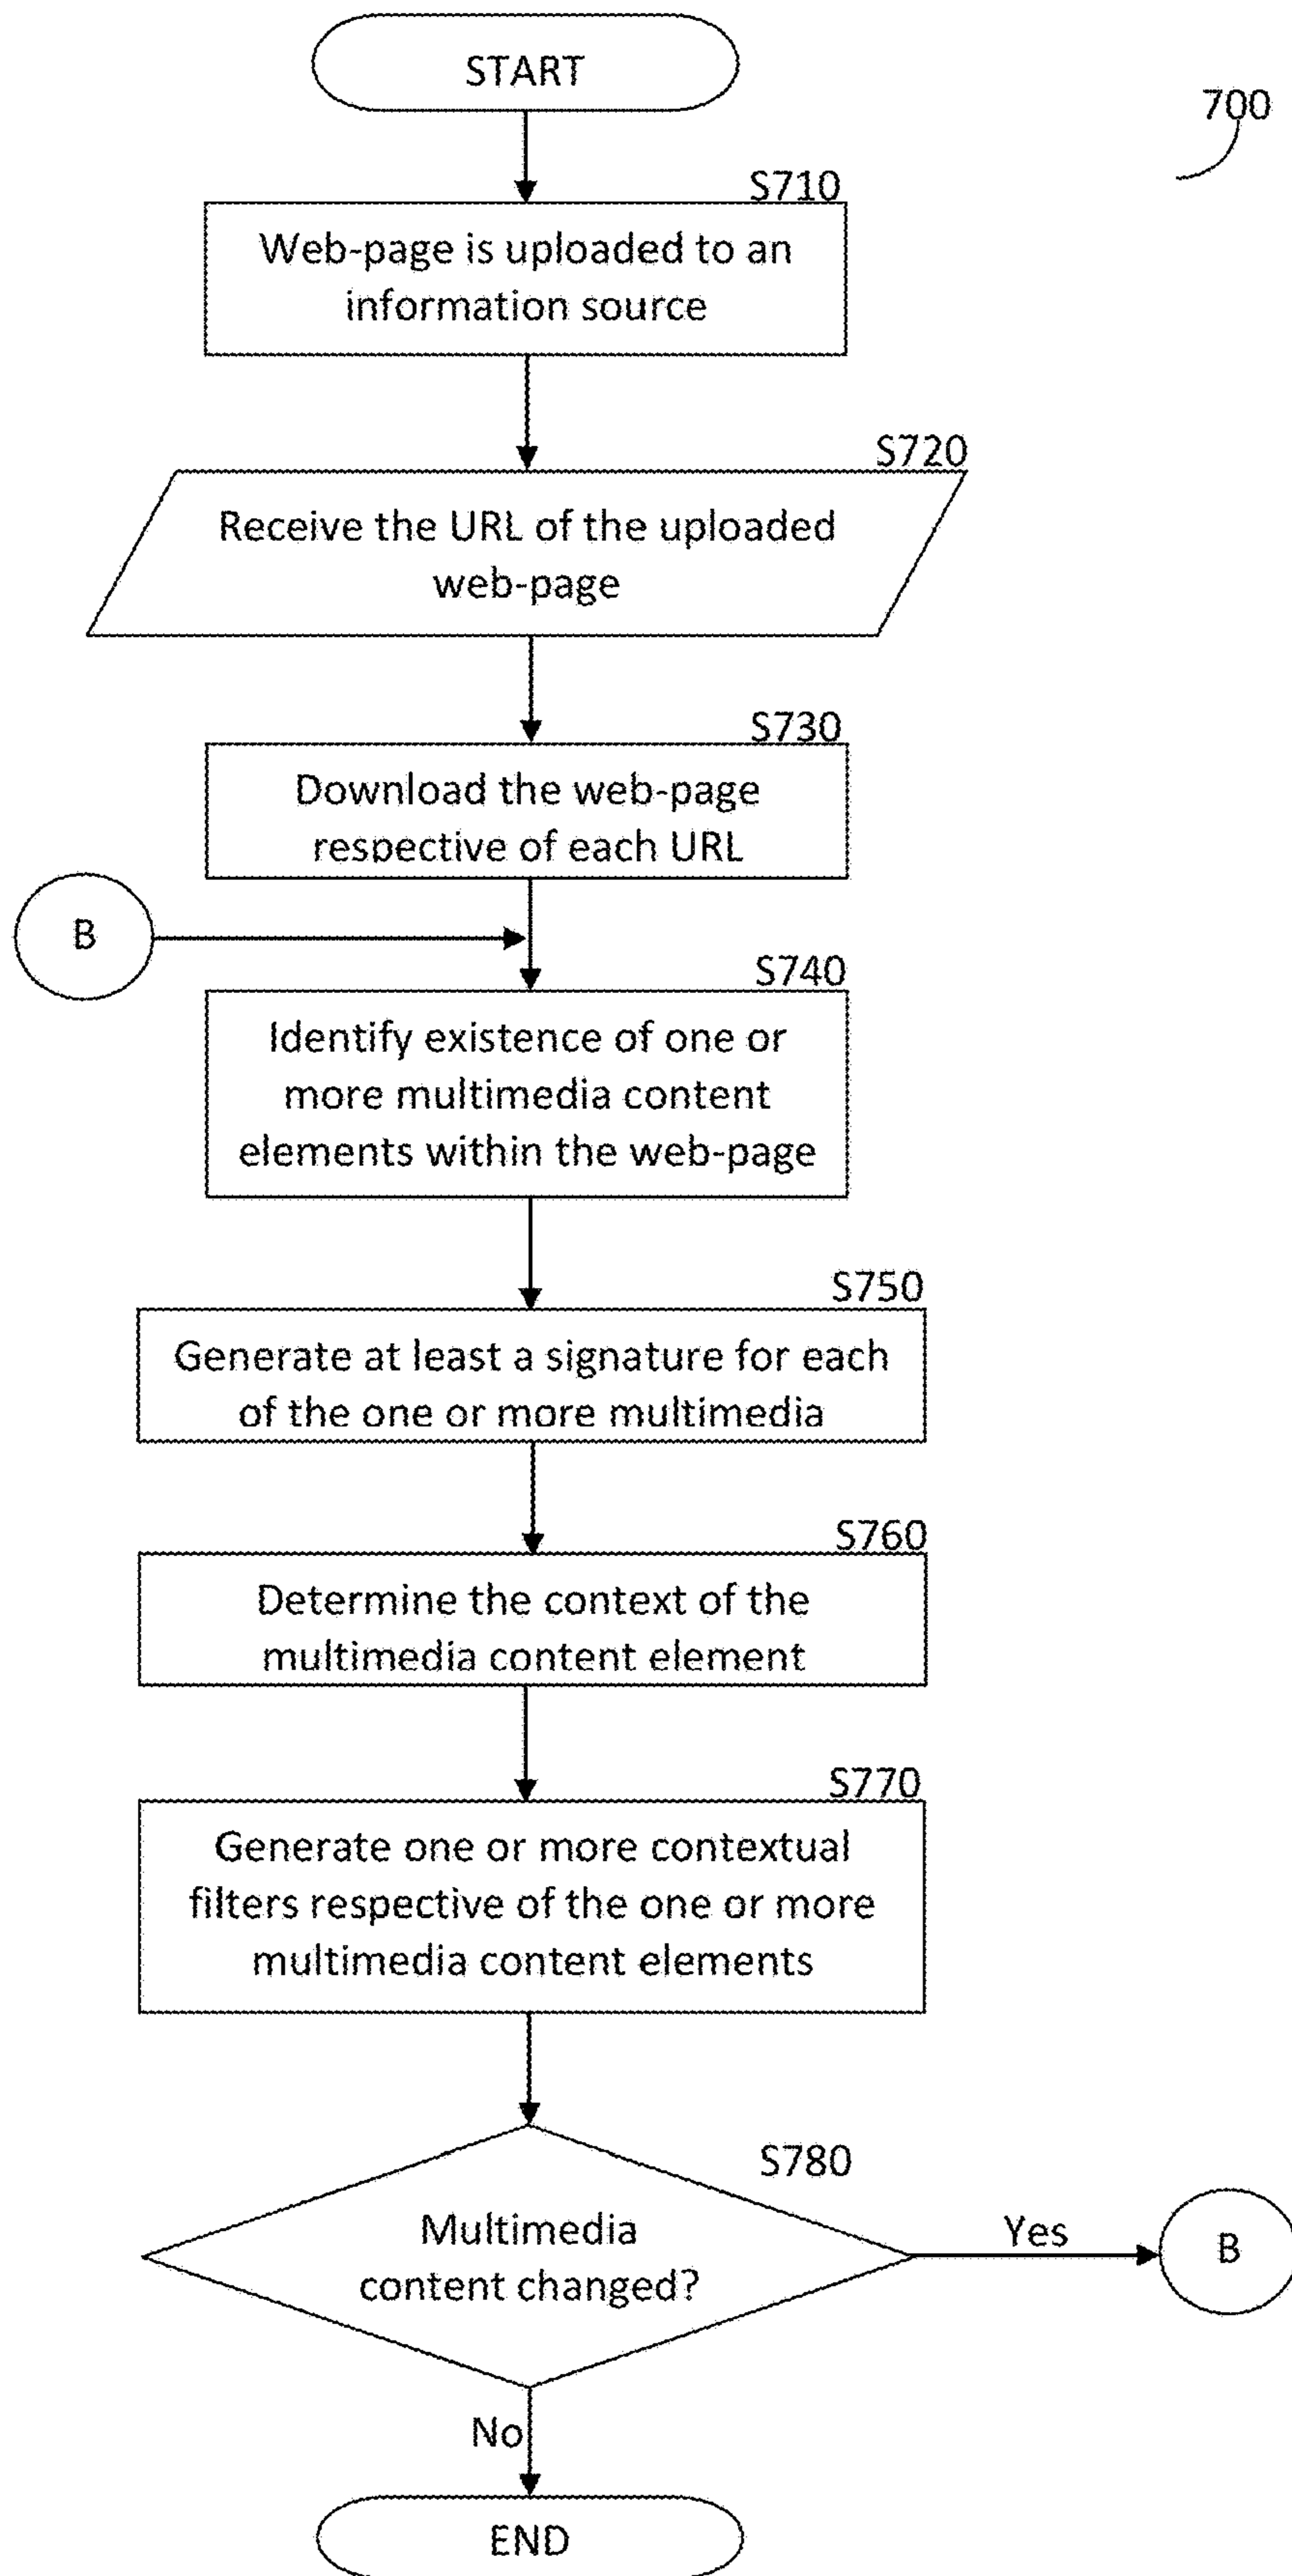 START
700
S710
Web-page is uploaded to an
information source
S720
Receive the URL of the uploaded
web-page
S730
Download the web-page
respective of each URL
B
S740
Identify existence of one or
more multimedia content
elements within the web-page
S750
Generate at least a signature for each
of the one or more multimedia
S760
Determine the context of the
multimedia content element
S770
Generate one or more contextual
filters respective of the one or more
multimedia content elements
S780
Multimedia
content changed?
Yes
B
No
END